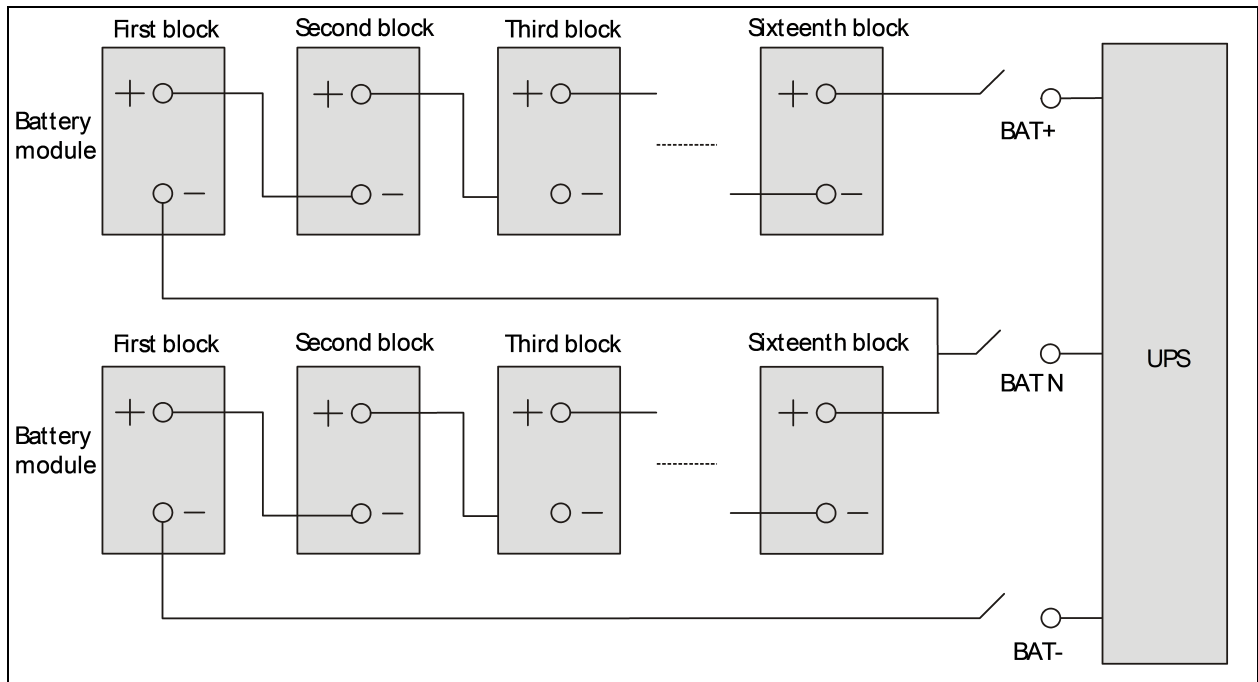 First block
Second block
Third block
Sixteenth block
+
+
+
+
Battery
module
BAT+
−
−
−
−
First block
Second block
Third block
Sixteenth block
BAT N
UPS
+
+
+
+
Battery
module
−
−
−
−
BAT-